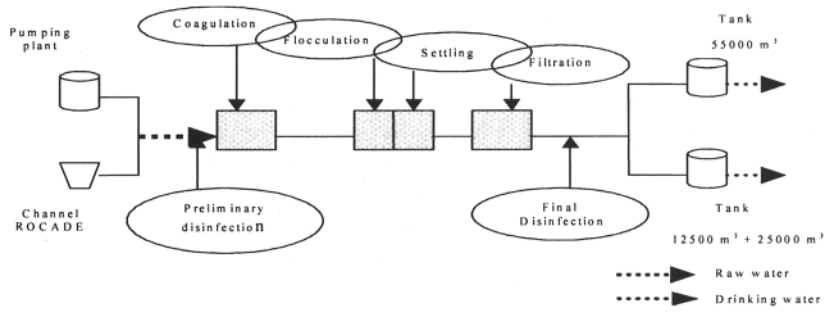 Pumping
plant
Coagulation
Flocculation
Settling
Filtration
Tank
55000 m³
Channel
ROCADE
Preliminary
disinfection
Final
Disinfection
Tank
12500 m³ + 25000 m³
Raw water
Drinking water